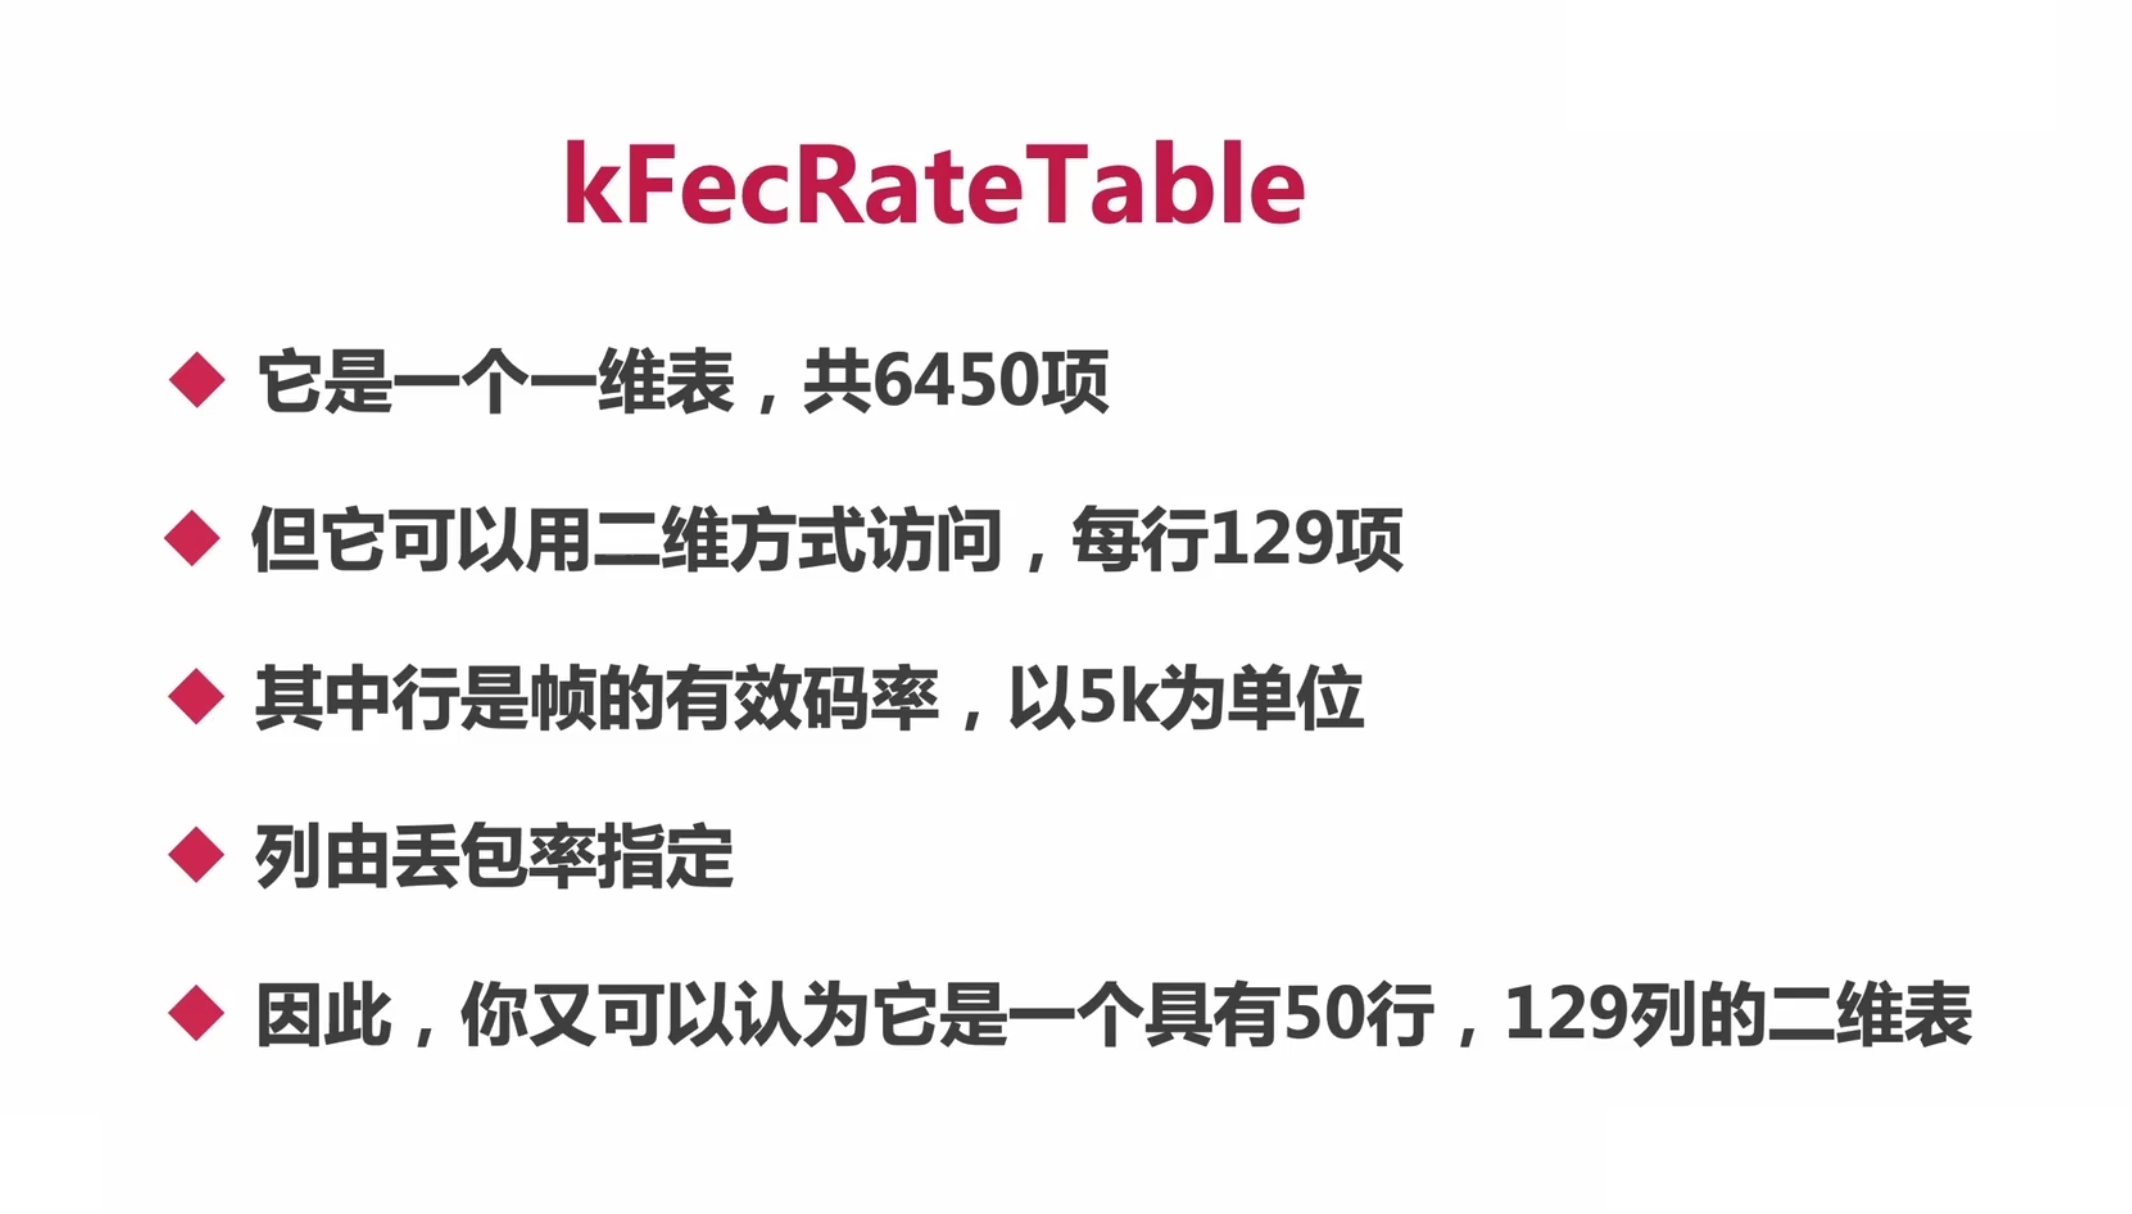 kFecRateTable
它是一个一维表，共6450项
但它可以用二维方式访问，每行129项
其中行是帧的有效码率，以5k为单位
列由丢包率指定
因此，你又可以认为它是一个具有50行，129列的二维表